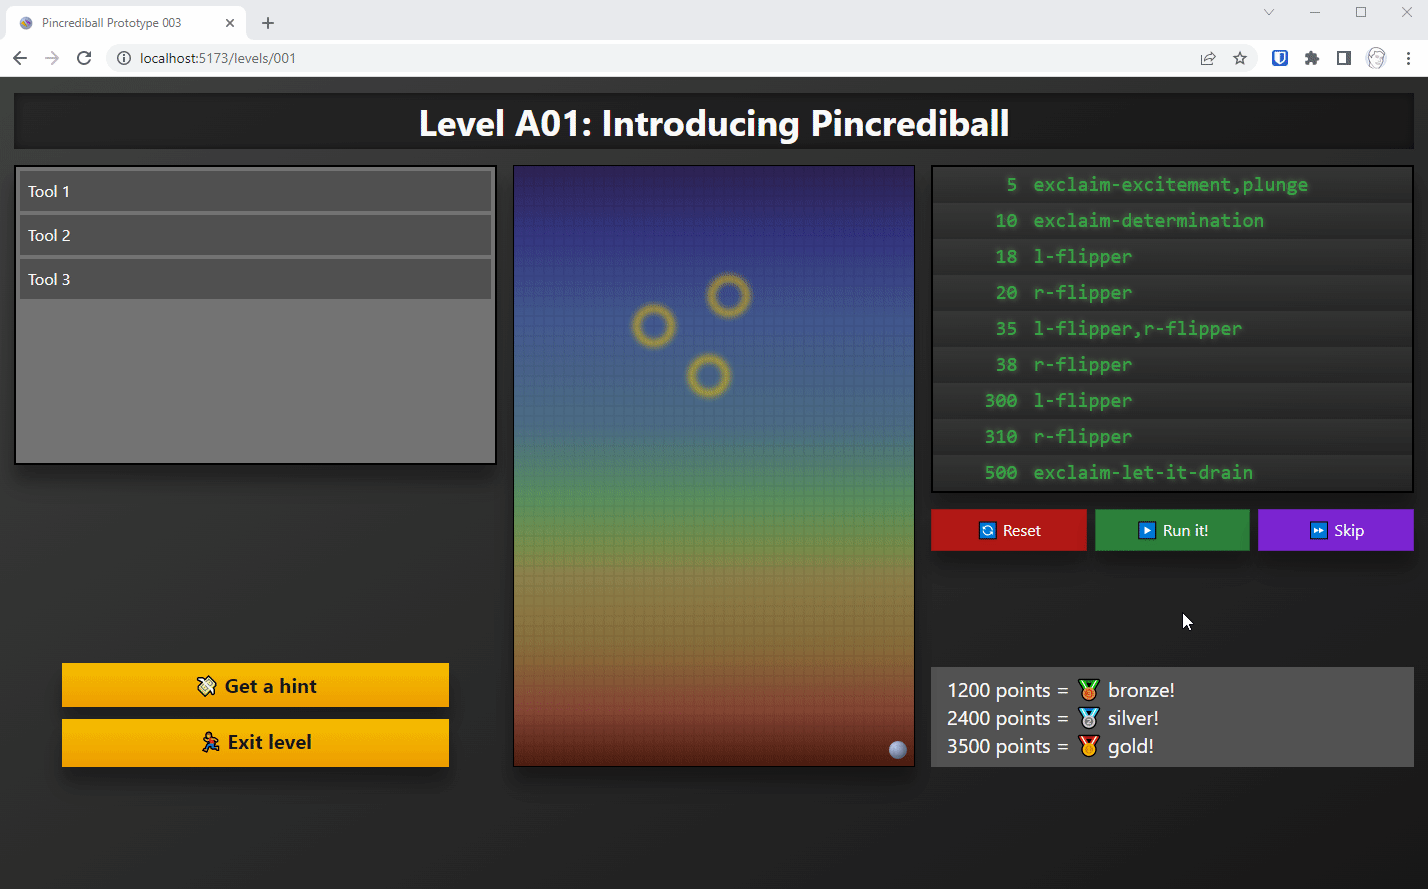 Pincrediball Prototype 003
localhost:5173/levels/001
Level A01: Introducing Pincrediball
Tool 1
Tool 2
Tool 3
Get a hint
Exit level
5 exclaim-excitement,plunge
10 exclaim-determination
18 l-flipper
20 r-flipper
35 l-flipper,r-flipper
38 r-flipper
300 l-flipper
310 r-flipper
500 exclaim-let-it-drain
Reset
Run it!
Skip
1200 points = 🥉 bronze!
2400 points = 🥈 silver!
3500 points = 🥇 gold!